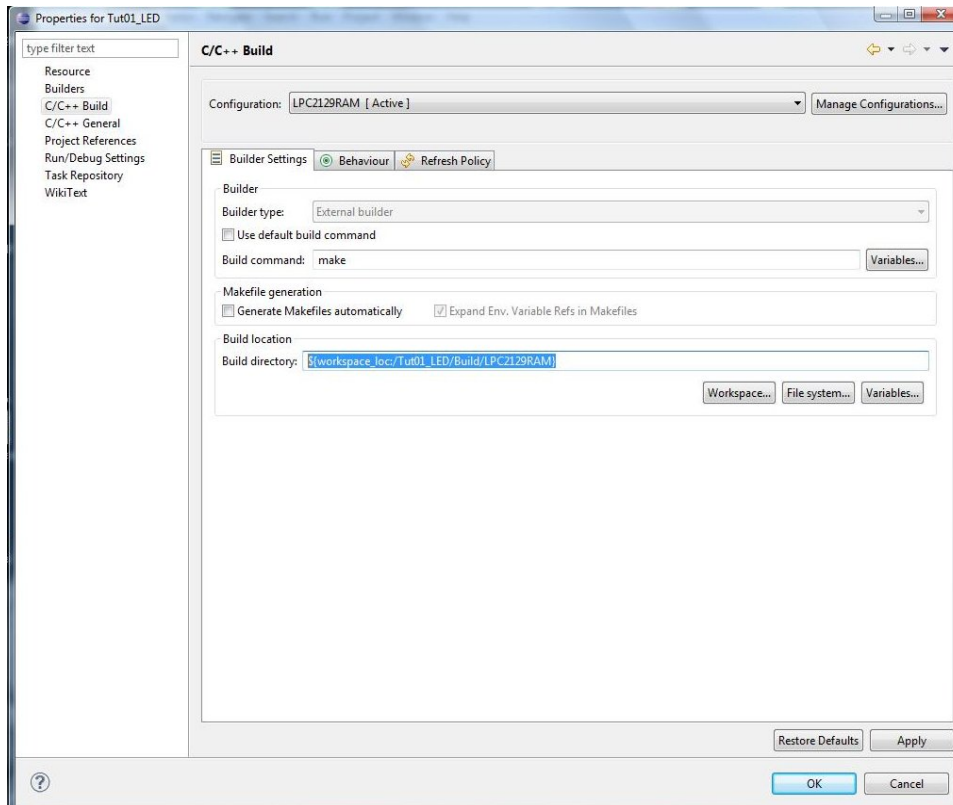 Properties for Tut01_LED
type filter text
Resource
Builders
C/C++ Build
C/C++ General
Project References
Run/Debug Settings
Task Repository
WikiText
C/C++ Build
Configuration: LPC2129RAM [ Active ] Manage Configurations...
Builder Settings Behaviour Refresh Policy
Builder
Builder type: External builder
Use default build command
Build command: make Variables...
Makefile generation
Generate Makefiles automatically Expand Env. Variable Refs in Makefiles
Build location
Build directory: ${workspace_loc:/Tut01_LED/Build/LPC2129RAM}
Workspace... File system... Variables...
Restore Defaults Apply
OK Cancel